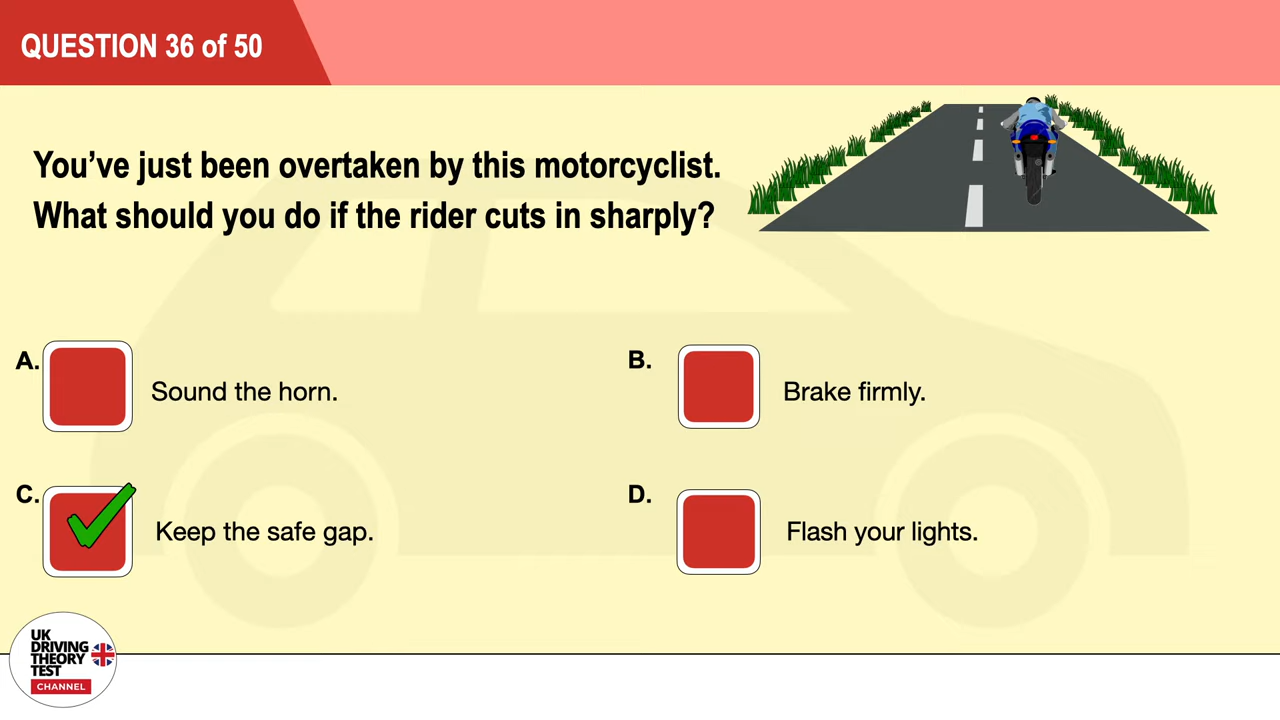 QUESTION 36 of 50
You’ve just been overtaken by this motorcyclist.
What should you do if the rider cuts in sharply?
A.
Sound the horn.
B.
Brake firmly.
C.
Keep the safe gap.
D.
Flash your lights.
UK
DRIVING
THEORY
TEST
CHANNEL